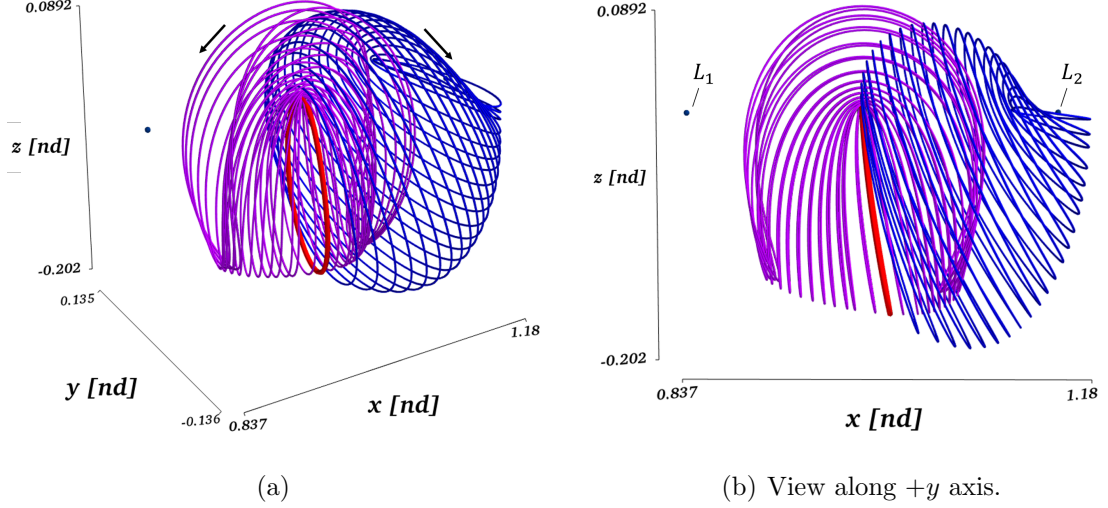 0.0892
z [nd]
-0.202
0.135
y [nd]
-0.136
0.837
x [nd]
1.18
(a)
0.0892
L1
L2
z [nd]
-0.202
0.837
1.18
x [nd]
(b) View along +y axis.